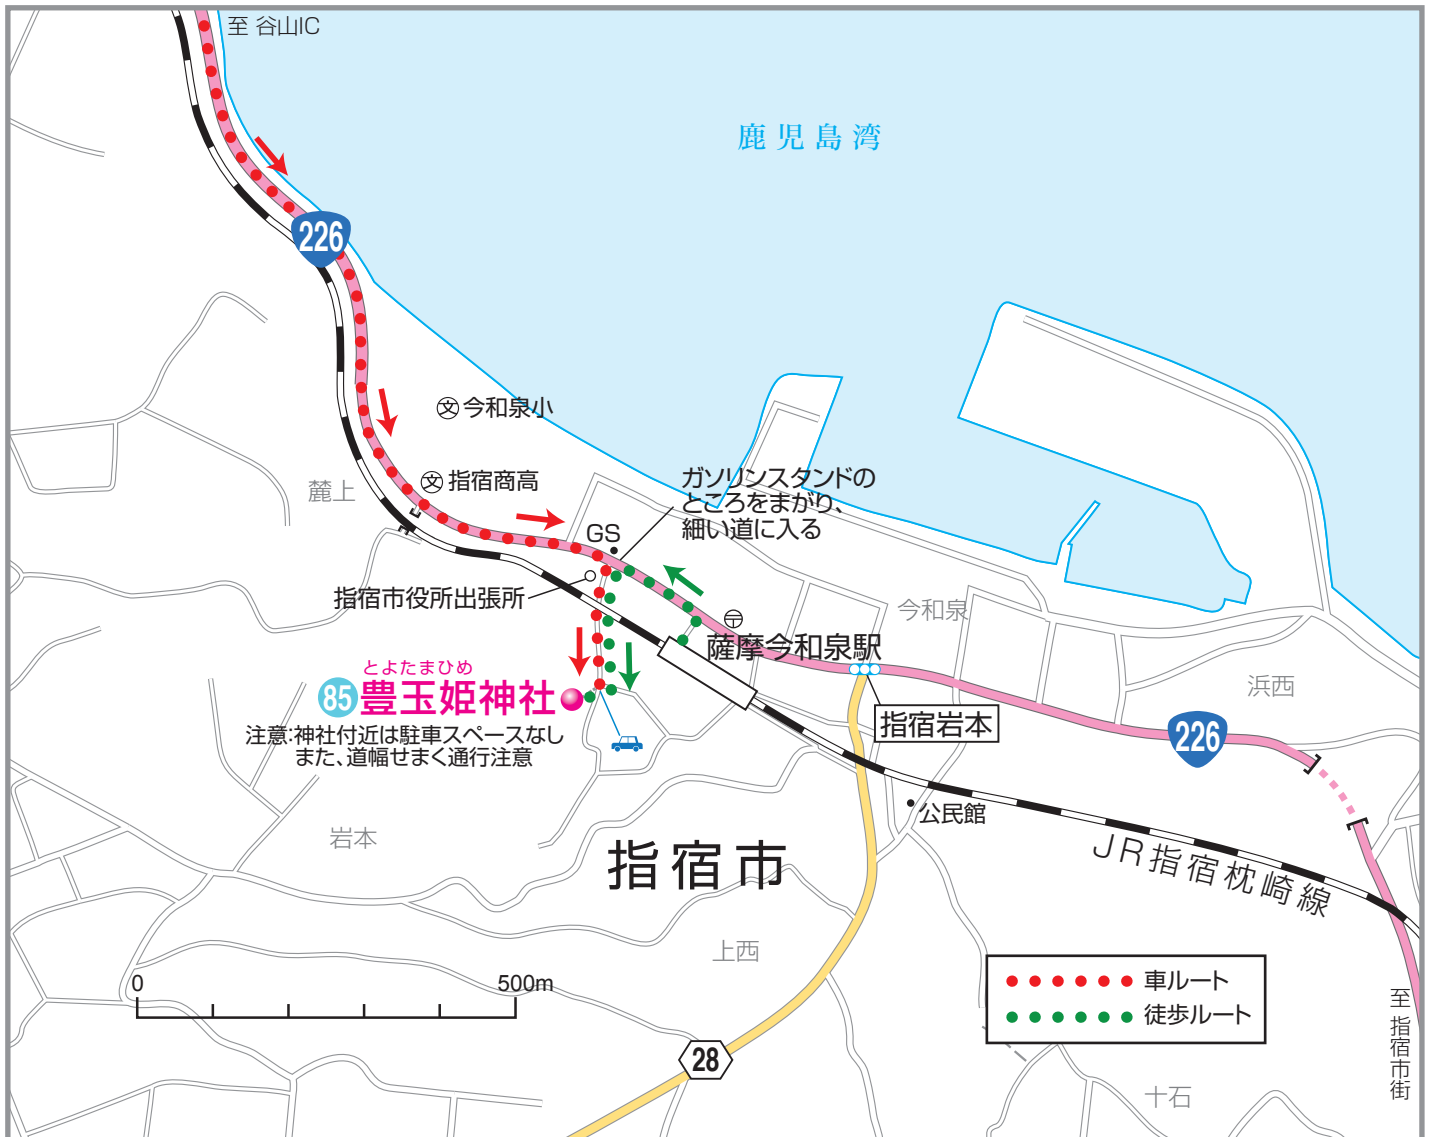 至 谷山IC
鹿児島湾
226
今和泉小
指宿商高
麓上
ガソリンスタンドの
ところをまがり、
細い道に入る
GS
指宿市役所出張所
今和泉
薩摩今和泉駅
とよたまひめ
85 豊玉姫神社
注意:神社付近は駐車スペースなし
また、道幅せまく通行注意
浜西
指宿岩本
226
公民館
岩本
指宿市
JR指宿枕崎線
上西
0 500m
車ルート
徒歩ルート
至 指宿市街
28
十石